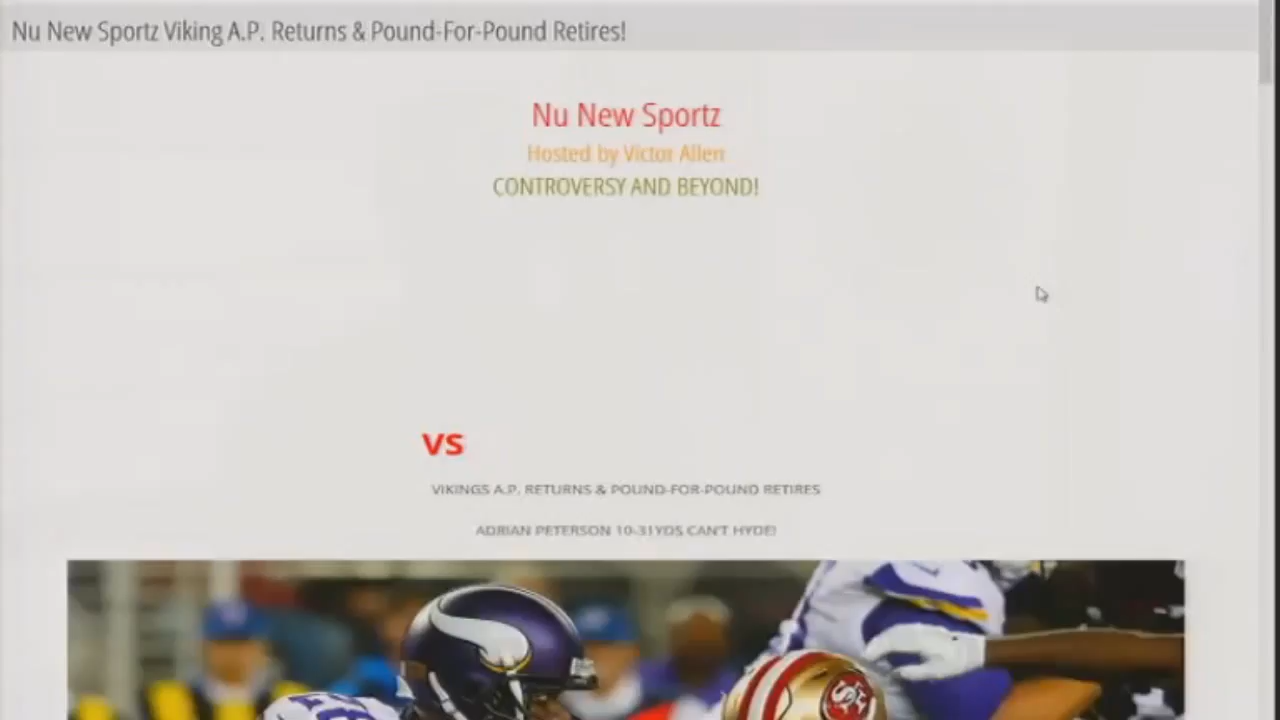 Nu New Sportz Viking A.P. Returns & Pound-For-Pound Retires!
Nu New Sportz
Hosted by Victor Allen
CONTROVERSY AND BEYOND!
VS
VIKINGS A.P. RETURNS & POUND-FOR-POUND RETIRES
ADRIAN PETERSON 10-31YDS CAN'T HYDE!